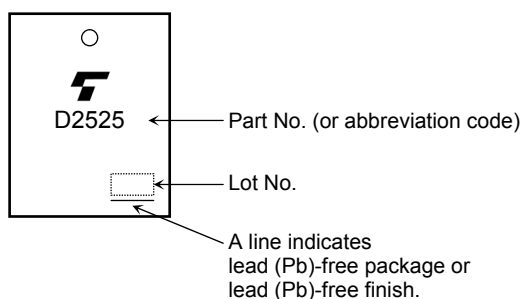 D2525
Part No. (or abbreviation code)
Lot No.
A line indicates
lead (Pb)-free package or
lead (Pb)-free finish.